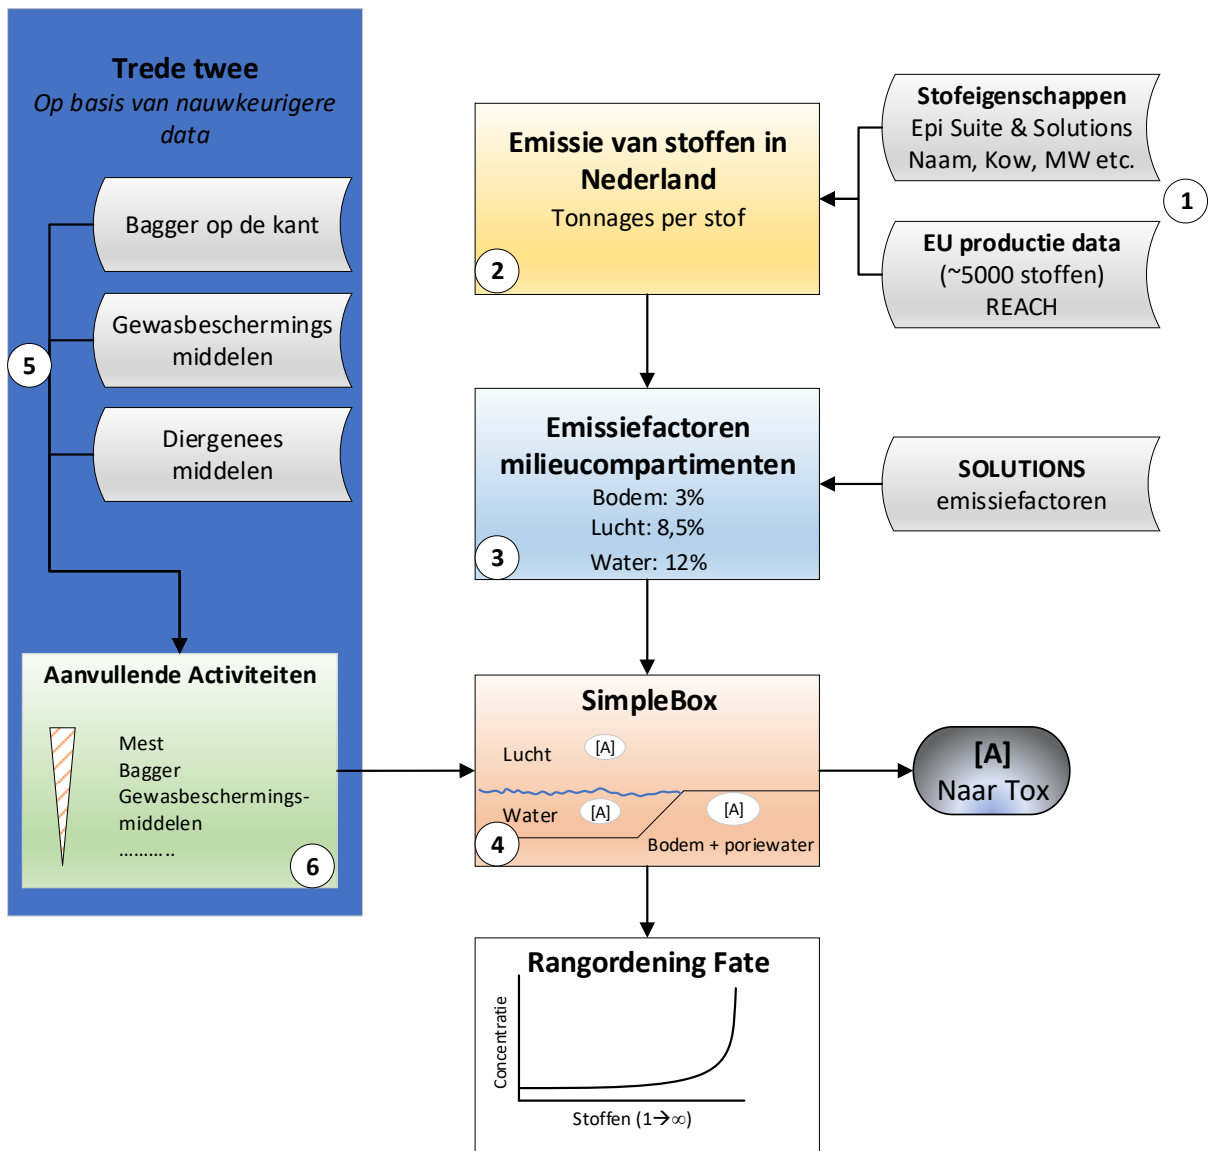 Trede twee
Op basis van nauwkeurigere
data
Bagger op de kant
Gewasbeschermings
middelen
5
Diergenees
middelen
Aanvullende Activiteiten
Mest
Bagger
Gewasbeschermings-
middelen
...........
6
Emissie van stoffen in
Nederland
Tonnages per stof
2
Stofeigenschappen
Epi Suite & Solutions
Naam, Kow, MW etc.
1
EU productie data
(~5000 stoffen)
REACH
Emissiefactoren
milieucompartimenten
Bodem: 3%
Lucht: 8,5%
Water: 12%
3
SOLUTIONS
emissiefactoren
SimpleBox
Lucht
[A]
Water
[A]
[A]
Bodem + poriewater
4
[A]
Naar Tox
Rangordening Fate
Concentratie
Stoffen (1→∞)